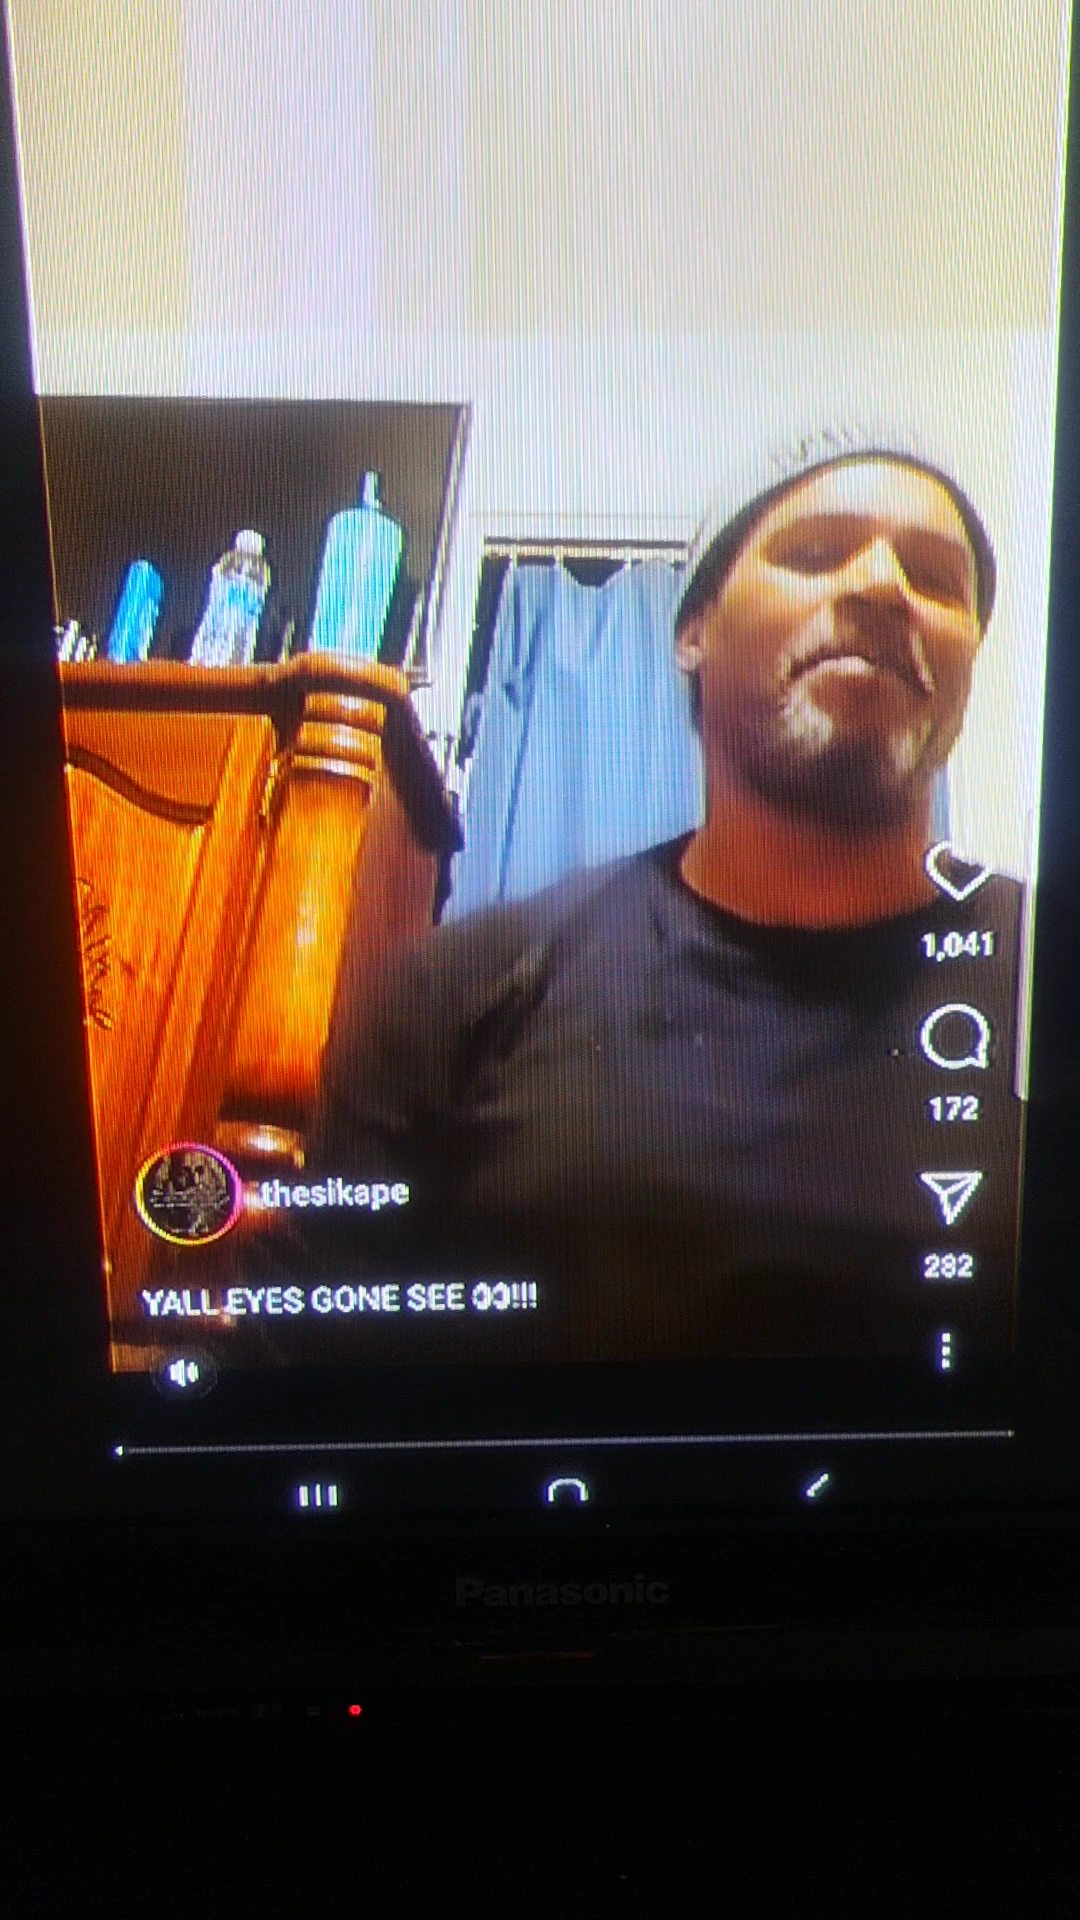 1,041
172
thesikape
282
YALL EYES GONE SEE 👀!!!
Panasonic